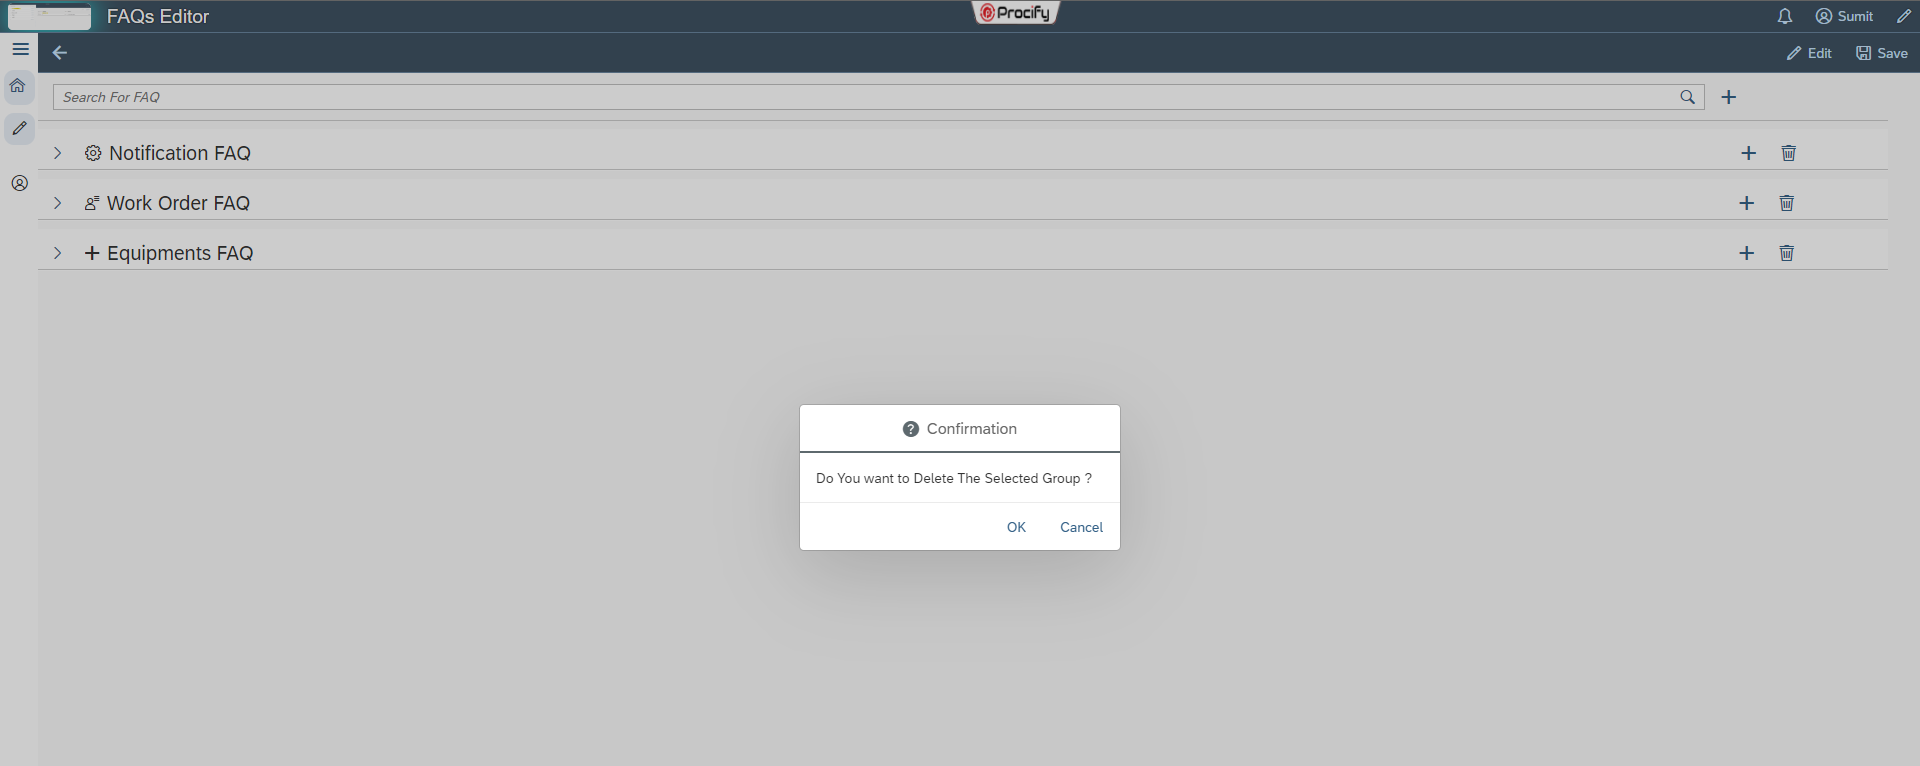 FAQs Editor
Procify
Sumit
Edit
Save
Search For FAQ
Notification FAQ
Work Order FAQ
Equipments FAQ
Confirmation
Do You want to Delete The Selected Group ?
OK Cancel